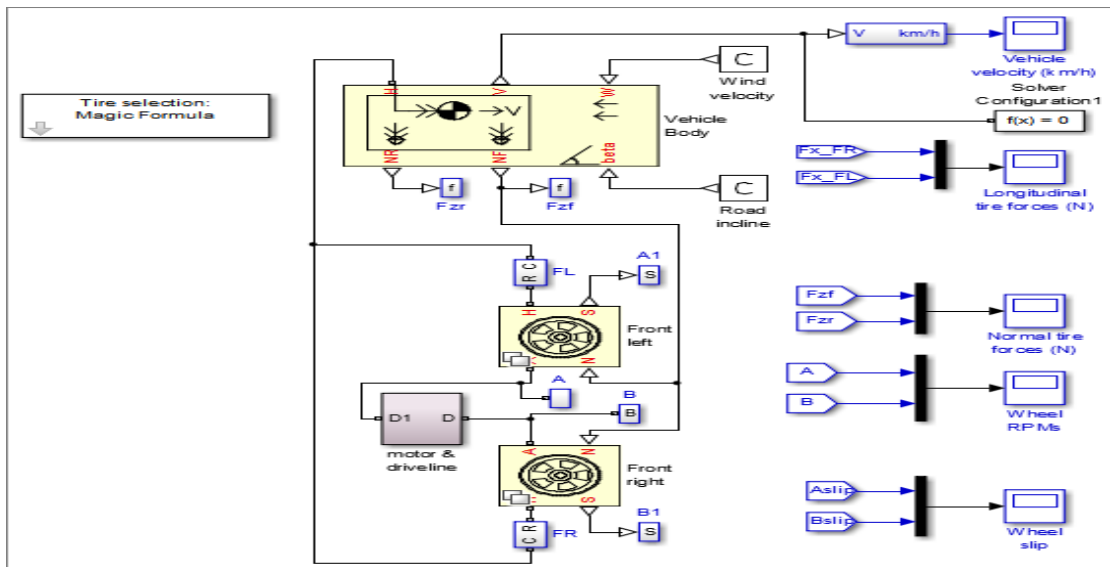 Tire selection:
Magic Formula
H
V
W
V
NR
NF
beta
Vehicle
Body
C
Wind
velocity
V km/h
Vehicle
velocity (km/h)
Solver
Configuration1
f(x) = 0
f
Fzr
f
Fzf
C
Road
incline
Fx_FR
Fx_FL
Longitudinal
tire forces (N)
R C
FL
A1
S
H
S
N
Front
left
A
B
B
D1 D
motor &
driveline
A
N
S
Front
right
C R
FR
B1
S
Fzf
Fzr
Normal tire
forces (N)
A
B
Wheel
RPMs
Aslip
Bslip
Wheel
slip